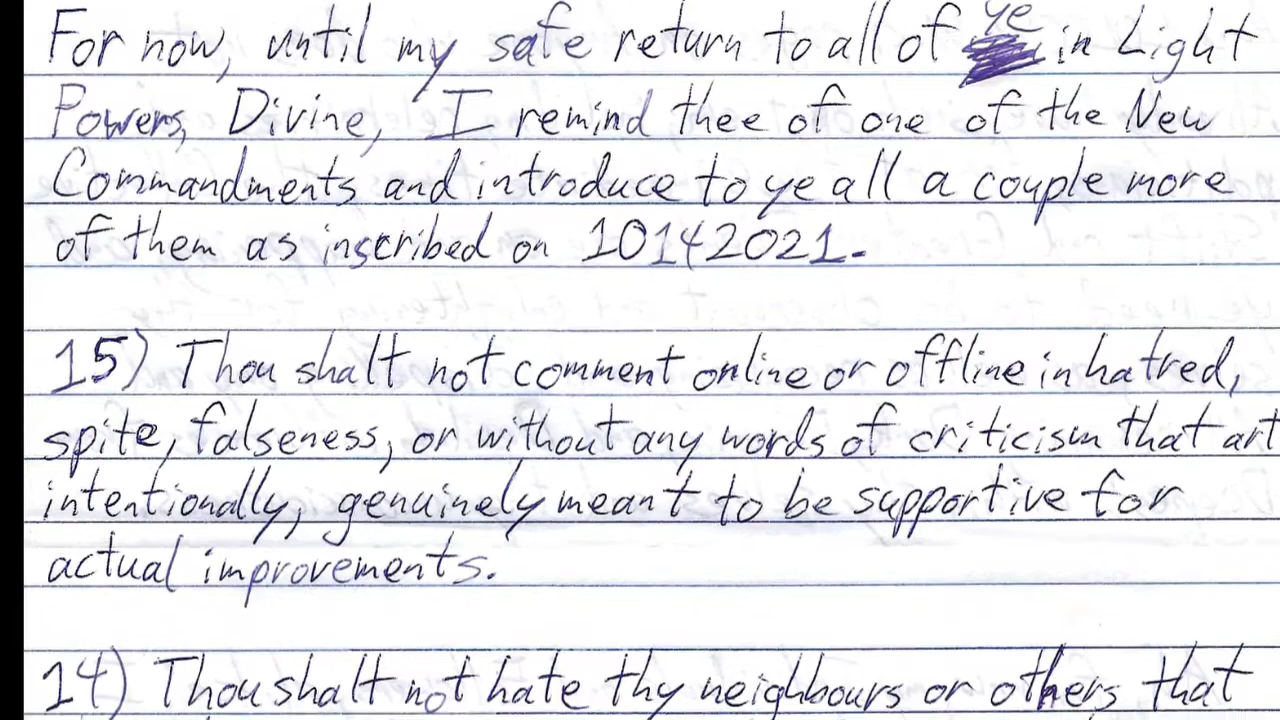 For now, until my safe return to all of ye in Light
Powers, Divine, I remind thee of one of the New
Commandments and introduce to ye all a couple more
of them as inscribed on 10142021.
15) Thou shalt not comment online or offline in hatred,
spite, falseness, or without any words of criticism that art
intentionally, genuinely meant to be supportive for
actual improvements.
14) Thou shalt not hate thy neighbours or others that